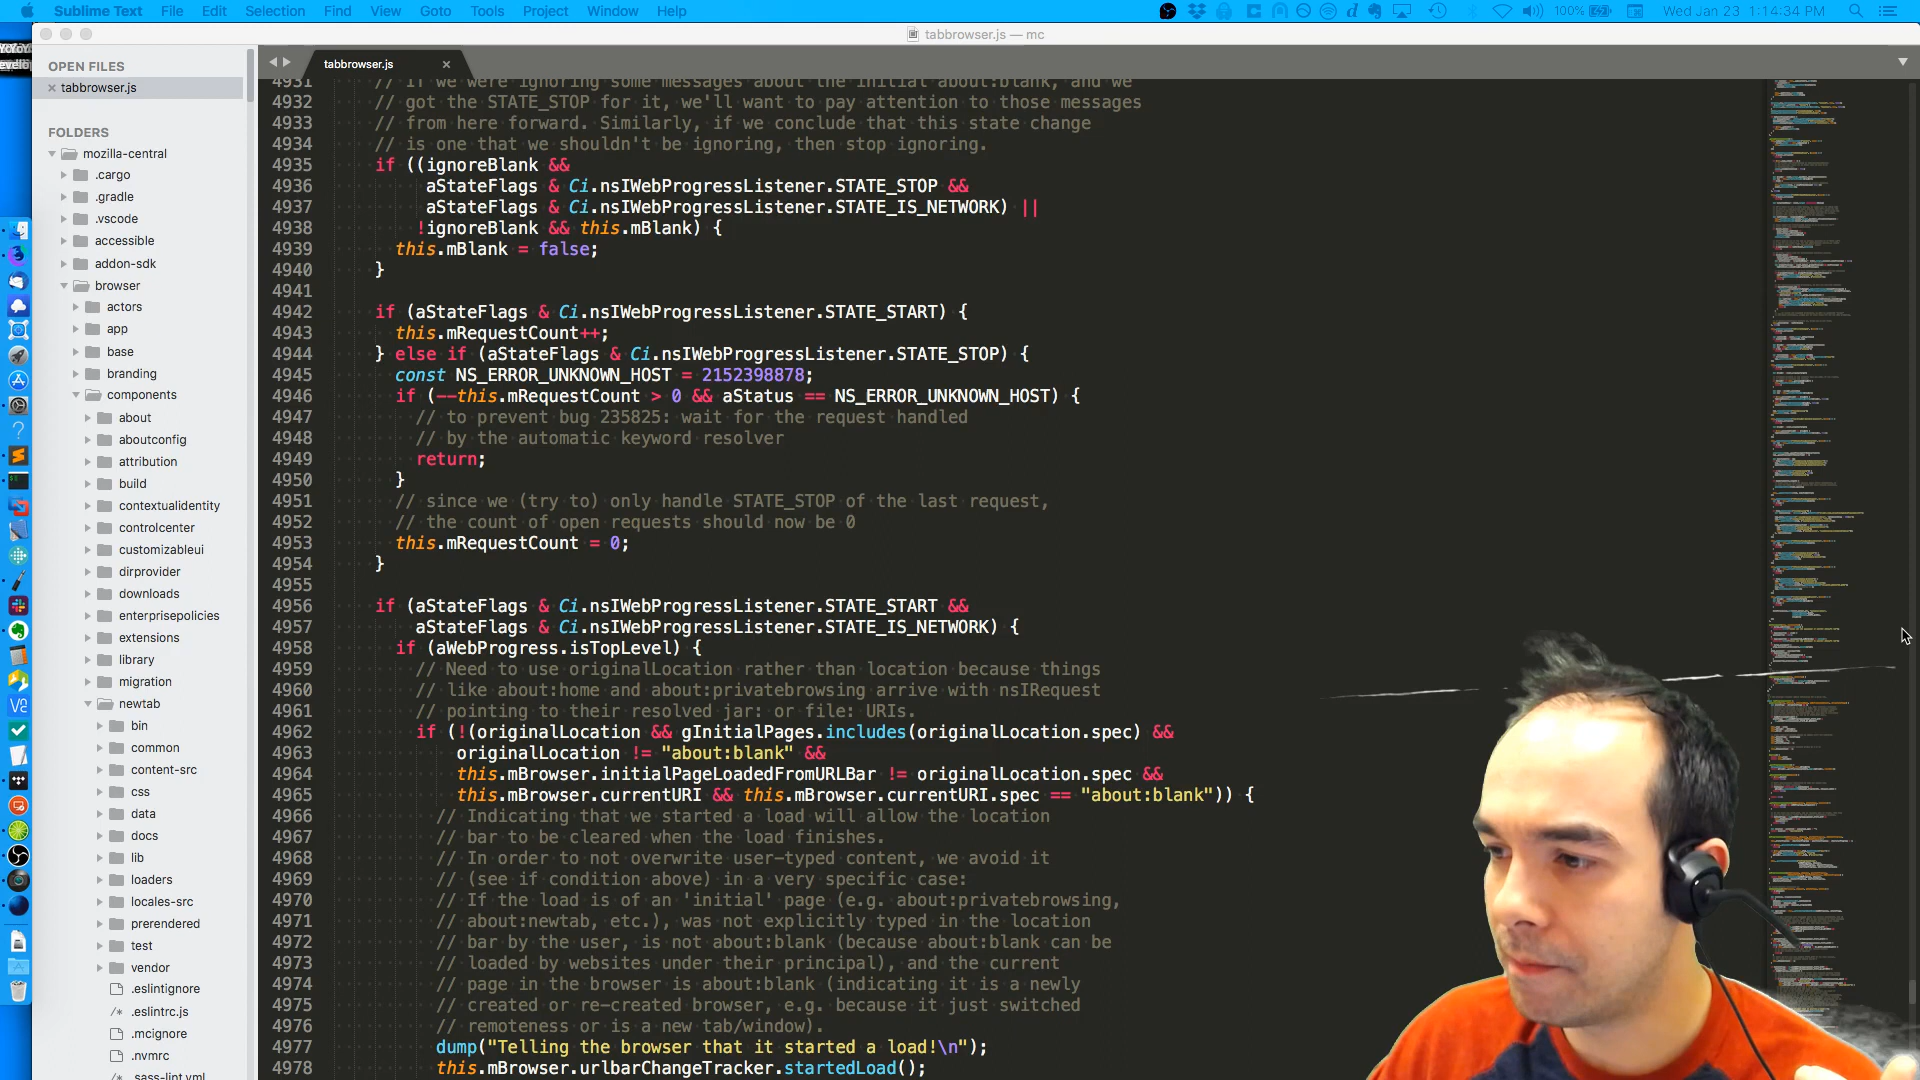 Sublime Text File Edit Selection Find View Goto Tools Project Window Help
100% Wed Jan 23 1:14:34 PM
tabbrowser.js — mc
OPEN FILES
tabbrowser.js
FOLDERS
mozilla-central
.cargo
.gradle
.vscode
accessible
addon-sdk
browser
actors
app
base
branding
components
about
aboutconfig
attribution
build
contextualidentity
controlcenter
customizableui
dirprovider
downloads
enterprisepolicies
extensions
library
migration
newtab
bin
common
content-src
css
data
docs
lib
loaders
locales-src
prerendered
test
vendor
.eslintignore
/* .eslintrc.js
.mcignore
.nvmrc
.sass-lint.yml
tabbrowser.js
4931 // If we were ignoring some messages about the initial about:blank, and we
4932 // got the STATE_STOP for it, we'll want to pay attention to those messages
4933 // from here forward. Similarly, if we conclude that this state change
4934 // is one that we shouldn't be ignoring, then stop ignoring.
4935 if ((ignoreBlank &&
4936 aStateFlags & Ci.nsIWebProgressListener.STATE_STOP &&
4937 aStateFlags & Ci.nsIWebProgressListener.STATE_IS_NETWORK) ||
4938 !ignoreBlank && this.mBlank) {
4939 this.mBlank = false;
4940 }
4941
4942 if (aStateFlags & Ci.nsIWebProgressListener.STATE_START) {
4943 this.mRequestCount++;
4944 } else if (aStateFlags & Ci.nsIWebProgressListener.STATE_STOP) {
4945 const NS_ERROR_UNKNOWN_HOST = 2152398878;
4946 if (--this.mRequestCount > 0 && aStatus == NS_ERROR_UNKNOWN_HOST) {
4947 // to prevent bug 235825: wait for the request handled
4948 // by the automatic keyword resolver
4949 return;
4950 }
4951 // since we (try to) only handle STATE_STOP of the last request,
4952 // the count of open requests should now be 0
4953 this.mRequestCount = 0;
4954 }
4955
4956 if (aStateFlags & Ci.nsIWebProgressListener.STATE_START &&
4957 aStateFlags & Ci.nsIWebProgressListener.STATE_IS_NETWORK) {
4958 if (aWebProgress.isTopLevel) {
4959 // Need to use originalLocation rather than location because things
4960 // like about:home and about:privatebrowsing arrive with nsIRequest
4961 // pointing to their resolved jar: or file: URIs.
4962 if (!(originalLocation && gInitialPages.includes(originalLocation.spec) &&
4963 originalLocation != "about:blank" &&
4964 this.mBrowser.initialPageLoadedFromURLBar != originalLocation.spec &&
4965 this.mBrowser.currentURI && this.mBrowser.currentURI.spec == "about:blank")) {
4966 // Indicating that we started a load will allow the location
4967 // bar to be cleared when the load finishes.
4968 // In order to not overwrite user-typed content, we avoid it
4969 // (see if condition above) in a very specific case:
4970 // If the load is of an 'initial' page (e.g. about:privatebrowsing,
4971 // about:newtab, etc.), was not explicitly typed in the location
4972 // bar by the user, is not about:blank (because about:blank can be
4973 // loaded by websites under their principal), and the current
4974 // page in the browser is about:blank (indicating it is a newly
4975 // created or re-created browser, e.g. because it just switched
4976 // remoteness or is a new tab/window).
4977 dump("Telling the browser that it started a load!\n");
4978 this.mBrowser.urlbarChangeTracker.startedLoad();